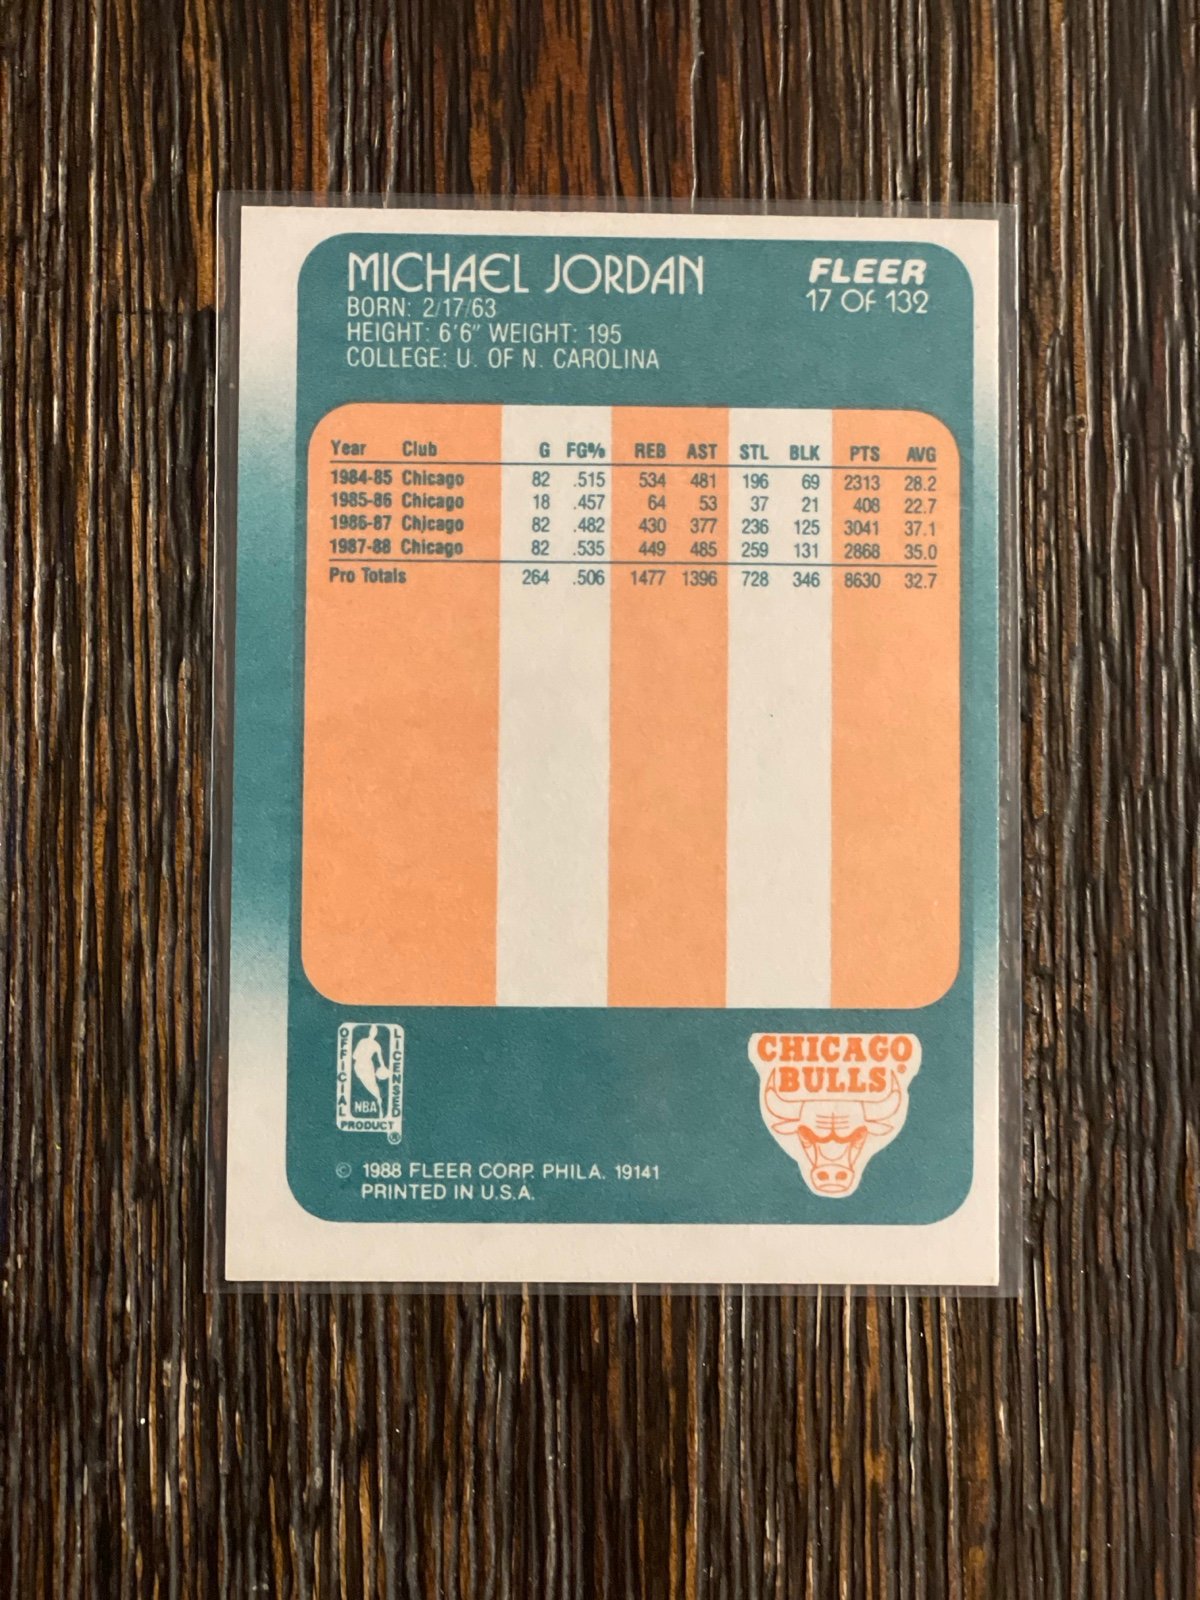 MICHAEL JORDAN
FLEER
17 OF 132
BORN: 2/17/63
HEIGHT: 6'6" WEIGHT: 195
COLLEGE: U. OF N. CAROLINA
Year Club G FG% REB AST STL BLK PTS AVG
1984-85 Chicago 82 .515 534 481 196 69 2313 28.2
1985-86 Chicago 18 .457 64 53 37 21 408 22.7
1986-87 Chicago 82 .482 430 377 236 125 3041 37.1
1987-88 Chicago 82 .535 449 485 259 131 2868 35.0
Pro Totals 264 .506 1477 1396 728 346 8630 32.7
OFFICIAL
LICENSED
NBA
PRODUCT
®
CHICAGO
BULLS®
© 1988 FLEER CORP. PHILA. 19141
PRINTED IN U.S.A.